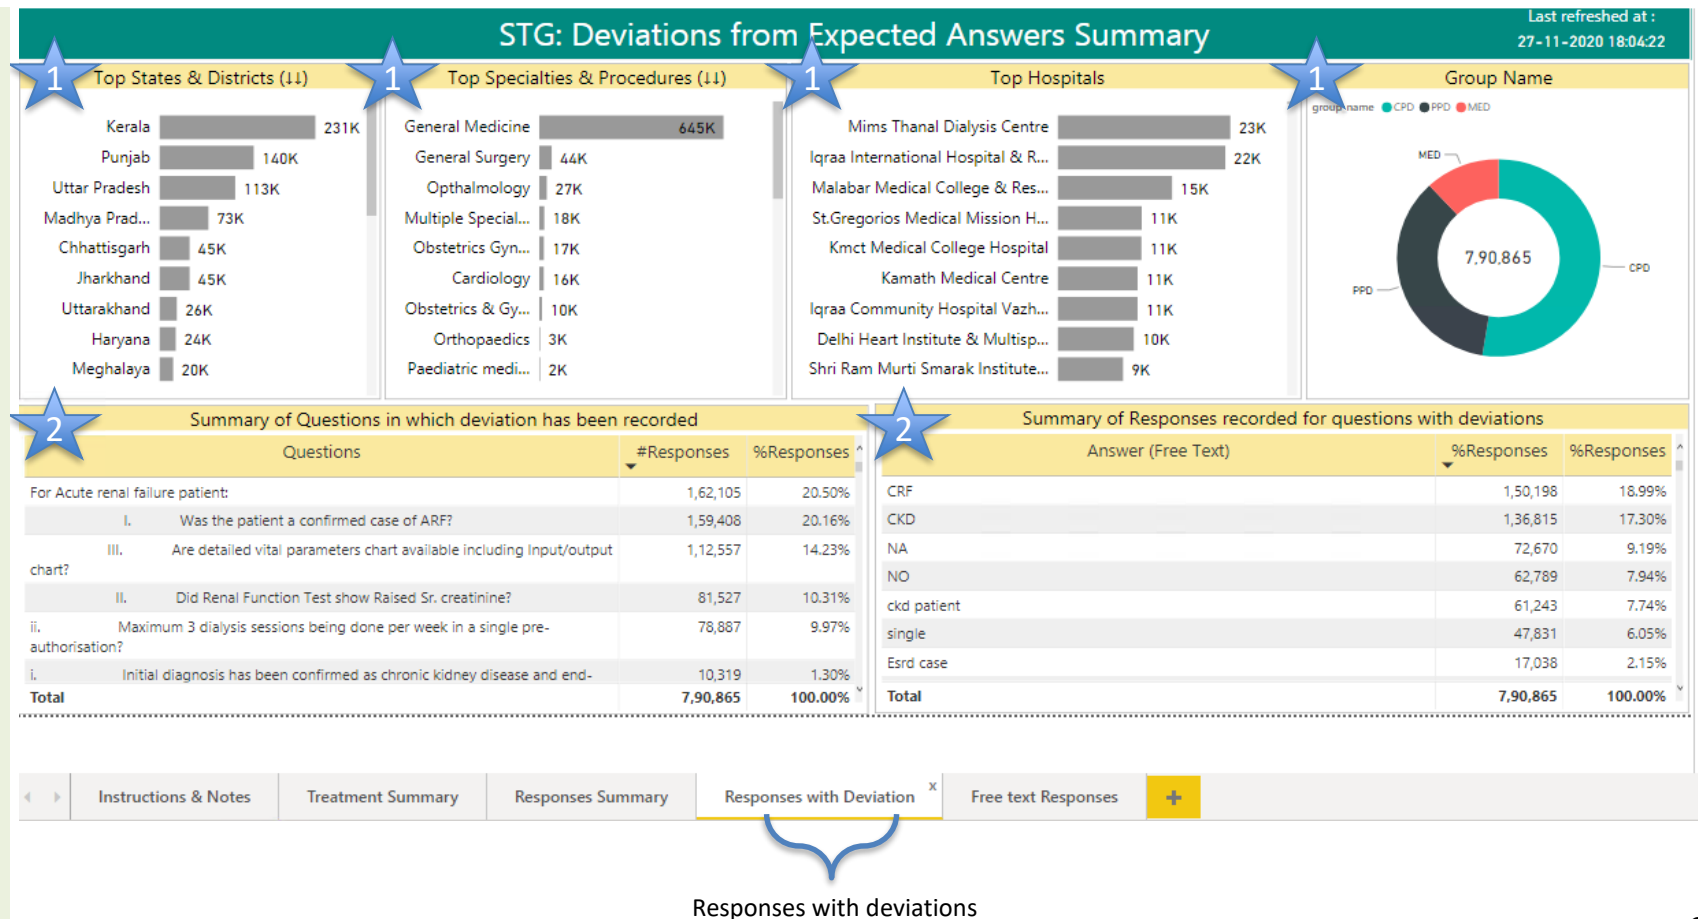 STG: Deviations from Expected Answers Summary
Last refreshed at :
27-11-2020 18:04:22
1
Top States & Districts (↓↓)
Kerala 231K
Punjab 140K
Uttar Pradesh 113K
Madhya Prad... 73K
Chhattisgarh 45K
Jharkhand 45K
Uttarakhand 26K
Haryana 24K
Meghalaya 20K
1
Top Specialties & Procedures (↓↓)
General Medicine 645K
General Surgery 44K
Opthalmology 27K
Multiple Special... 18K
Obstetrics Gyn... 17K
Cardiology 16K
Obstetrics & Gy... 10K
Orthopaedics 3K
Paediatric medi... 2K
1
Top Hospitals
Mims Thanal Dialysis Centre 23K
Iqraa International Hospital & R... 22K
Malabar Medical College & Res... 15K
St.Gregorios Medical Mission H... 11K
Kmct Medical College Hospital 11K
Kamath Medical Centre 11K
Iqraa Community Hospital Vazh... 11K
Delhi Heart Institute & Multisp... 10K
Shri Ram Murti Smarak Institute... 9K
1
Group Name
group_name CPD PPD MED
MED
7,90,865
CPD
PPD
2
Summary of Questions in which deviation has been recorded
Questions #Responses %Responses
For Acute renal failure patient: 1,62,105 20.50%
I. Was the patient a confirmed case of ARF? 1,59,408 20.16%
III. Are detailed vital parameters chart available including Input/output 1,12,557 14.23%
chart?
II. Did Renal Function Test show Raised Sr. creatinine? 81,527 10.31%
ii. Maximum 3 dialysis sessions being done per week in a single pre- 78,887 9.97%
authorisation?
i. Initial diagnosis has been confirmed as chronic kidney disease and end- 10,319 1.30%
Total 7,90,865 100.00%
2
Summary of Responses recorded for questions with deviations
Answer (Free Text) %Responses %Responses
CRF 1,50,198 18.99%
CKD 1,36,815 17.30%
NA 72,670 9.19%
NO 62,789 7.94%
ckd patient 61,243 7.74%
single 47,831 6.05%
Esrd case 17,038 2.15%
Total 7,90,865 100.00%
Instructions & Notes Treatment Summary Responses Summary Responses with Deviation x Free text Responses +
Responses with deviations